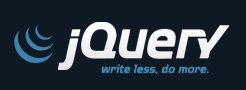 jQuery
write less, do more.